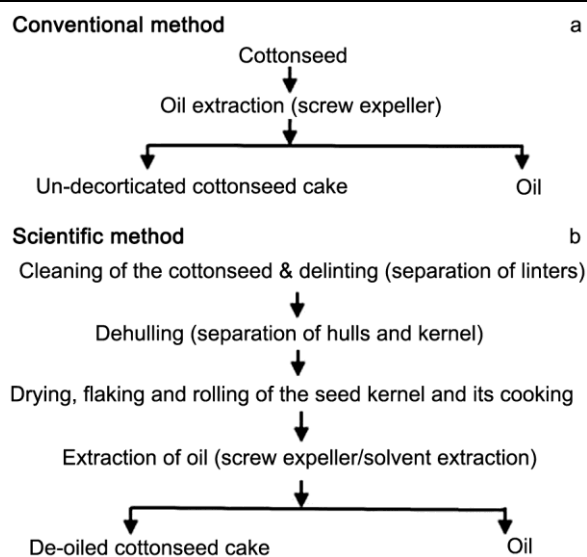 Conventional method a
Cottonseed
Oil extraction (screw expeller)
Un-decorticated cottonseed cake Oil
Scientific method b
Cleaning of the cottonseed & delinting (separation of linters)
Dehulling (separation of hulls and kernel)
Drying, flaking and rolling of the seed kernel and its cooking
Extraction of oil (screw expeller/solvent extraction)
De-oiled cottonseed cake Oil